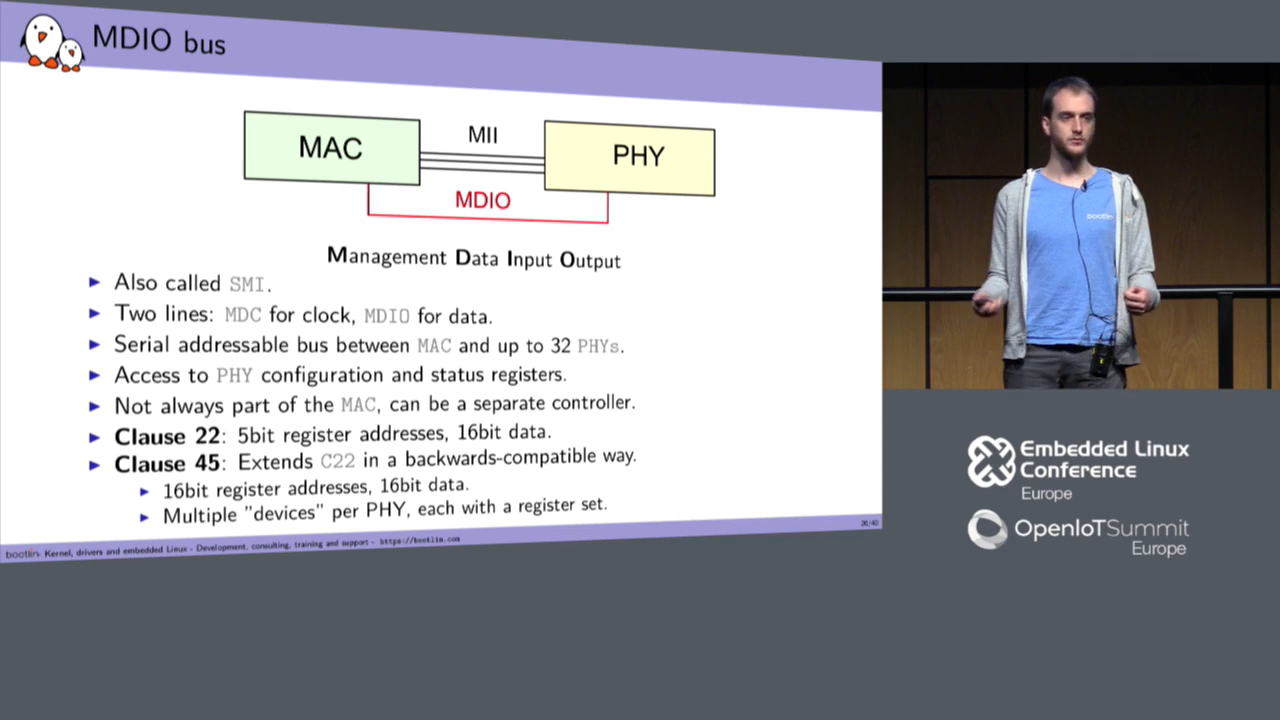 MDIO bus
MAC
MII
PHY
MDIO
Management Data Input Output
Also called SMI.
Two lines: MDC for clock, MDIO for data.
Serial addressable bus between MAC and up to 32 PHYs.
Access to PHY configuration and status registers.
Not always part of the MAC, can be a separate controller.
Clause 22: 5bit register addresses, 16bit data.
Clause 45: Extends C22 in a backwards-compatible way.
16bit register addresses, 16bit data.
Multiple "devices" per PHY, each with a register set.
bootlin - Kernel, drivers and embedded Linux - Development, consulting, training and support - https://bootlin.com
bootlin
Embedded Linux
Conference
Europe
OpenIoTSummit
Europe